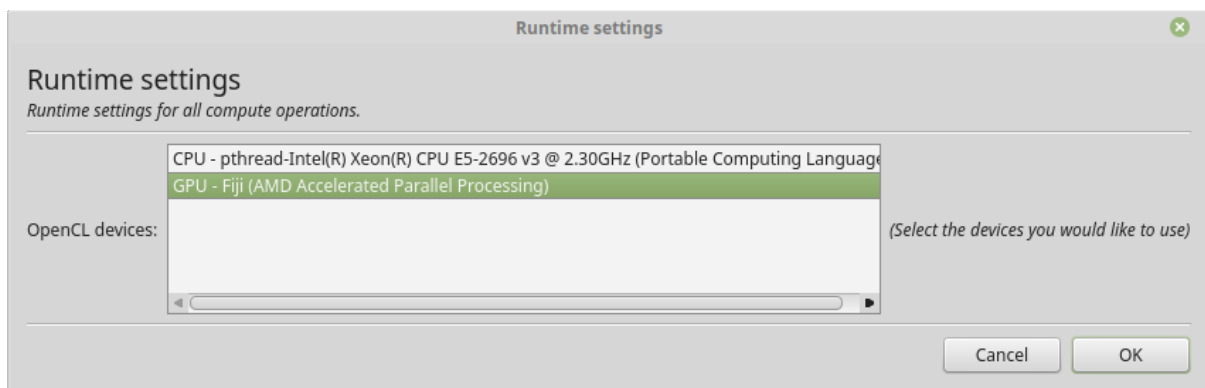 Runtime settings
Runtime settings
Runtime settings for all compute operations.
CPU - pthread-Intel(R) Xeon(R) CPU E5-2696 v3 @ 2.30GHz (Portable Computing Language
GPU - Fiji (AMD Accelerated Parallel Processing)
OpenCL devices:
(Select the devices you would like to use)
Cancel
OK